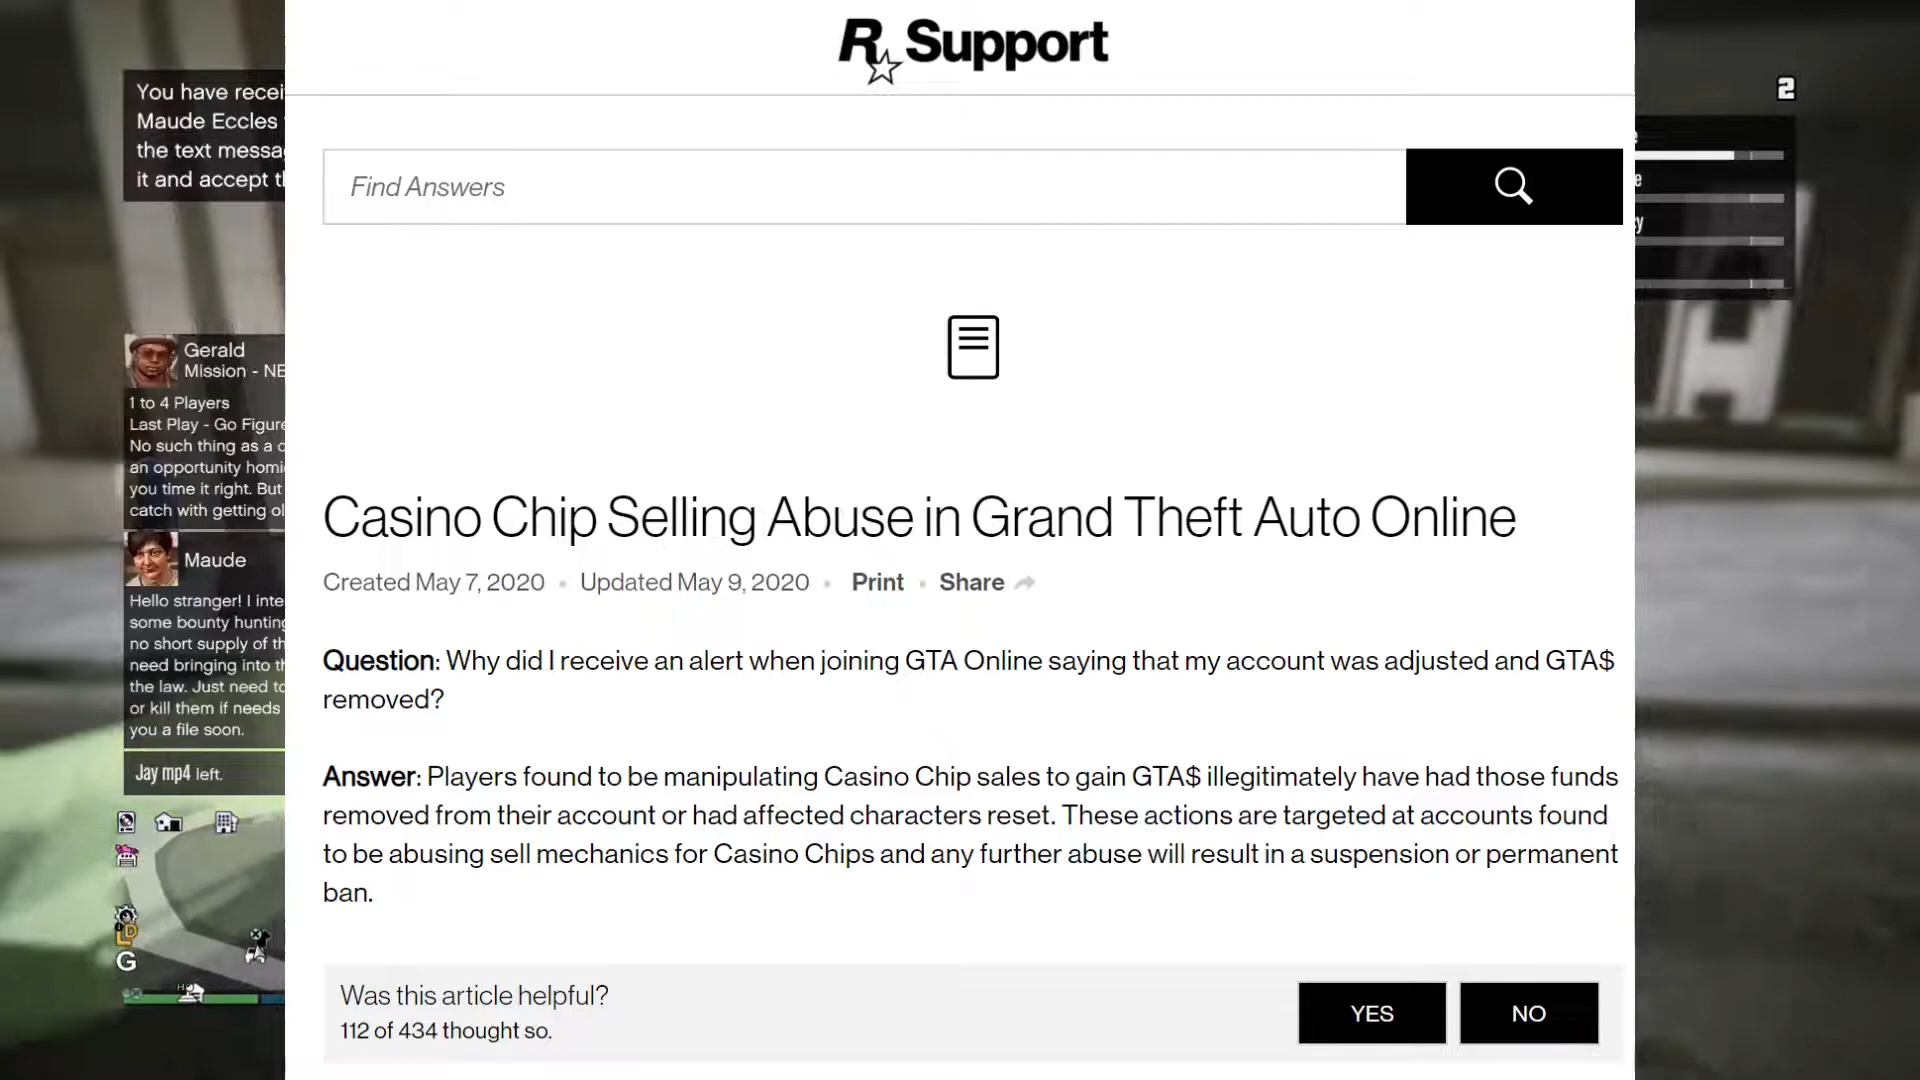 R Support
Find Answers
Casino Chip Selling Abuse in Grand Theft Auto Online
Created May 7, 2020 • Updated May 9, 2020 • Print • Share
Question: Why did I receive an alert when joining GTA Online saying that my account was adjusted and GTA$
removed?
Answer: Players found to be manipulating Casino Chip sales to gain GTA$ illegitimately have had those funds
removed from their account or had affected characters reset. These actions are targeted at accounts found
to be abusing sell mechanics for Casino Chips and any further abuse will result in a suspension or permanent
ban.
Was this article helpful?
112 of 434 thought so.
YES
NO
You have recei
Maude Eccles
the text messa
it and accept t
Gerald
Mission - NE
1 to 4 Players
Last Play - Go Figure
No such thing as a c
an opportunity homi
you time it right. But
catch with getting ol
Maude
Hello stranger! I inte
some bounty hunting
no short supply of th
need bringing into th
the law. Just need to
or kill them if needs
you a file soon.
Jay mp4 left.
LD
G
2
e
y